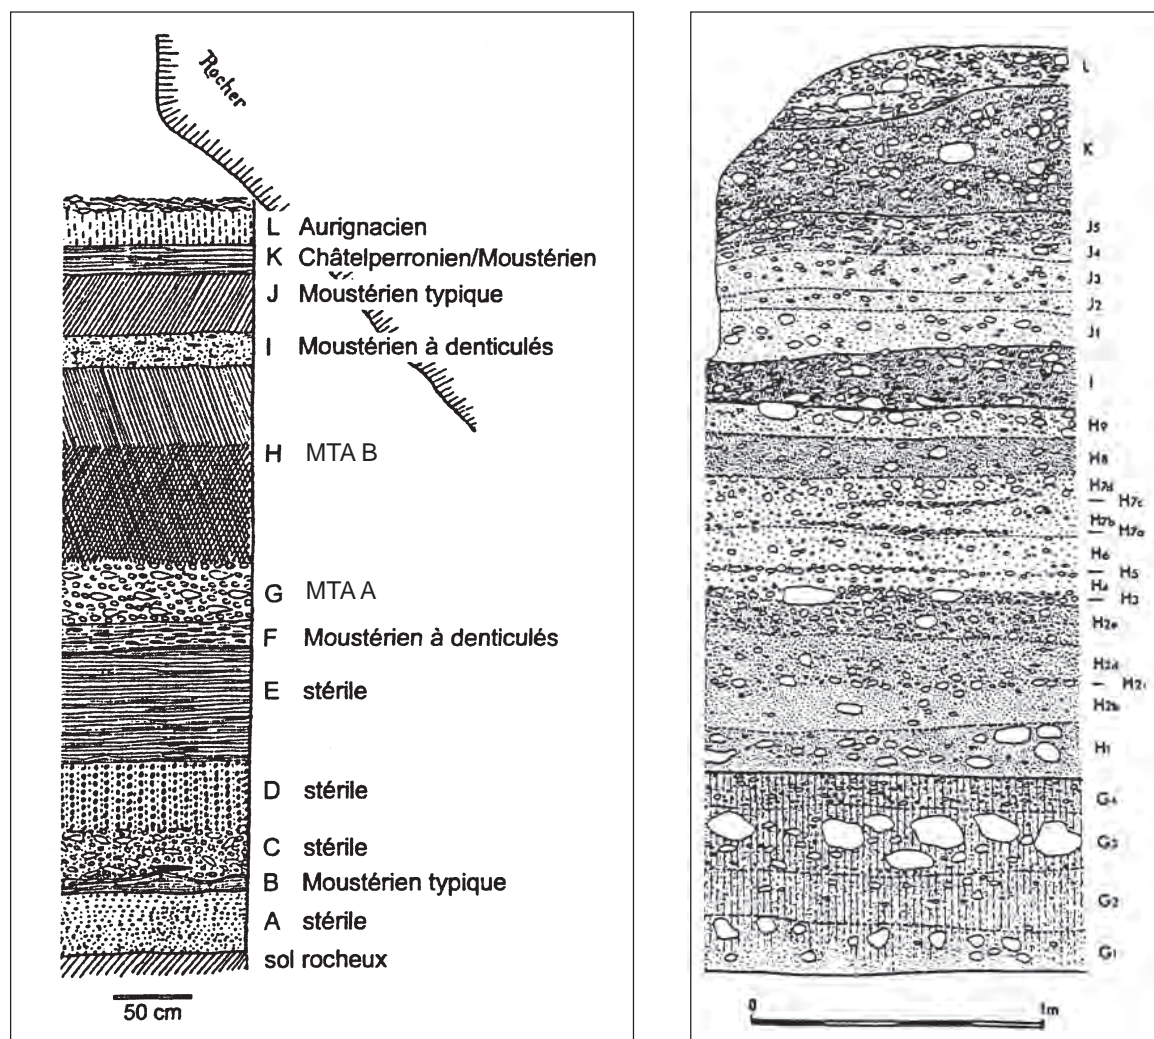 Rocher
L Aurignacien
K Châtelperronien/Moustérien
J Moustérien typique
I Moustérien à denticulés
H MTA B
G MTA A
F Moustérien à denticulés
E stérile
D stérile
C stérile
B Moustérien typique
A stérile
sol rocheux
50 cm
L
K
J5
J4
J3
J2
J1
I
H9
H8
H7d
H7c
H7b
H7a
H6
H5
H4
H3
H2e
H2d
H2c
H2b
H1
G4
G3
G2
G1
0 1m